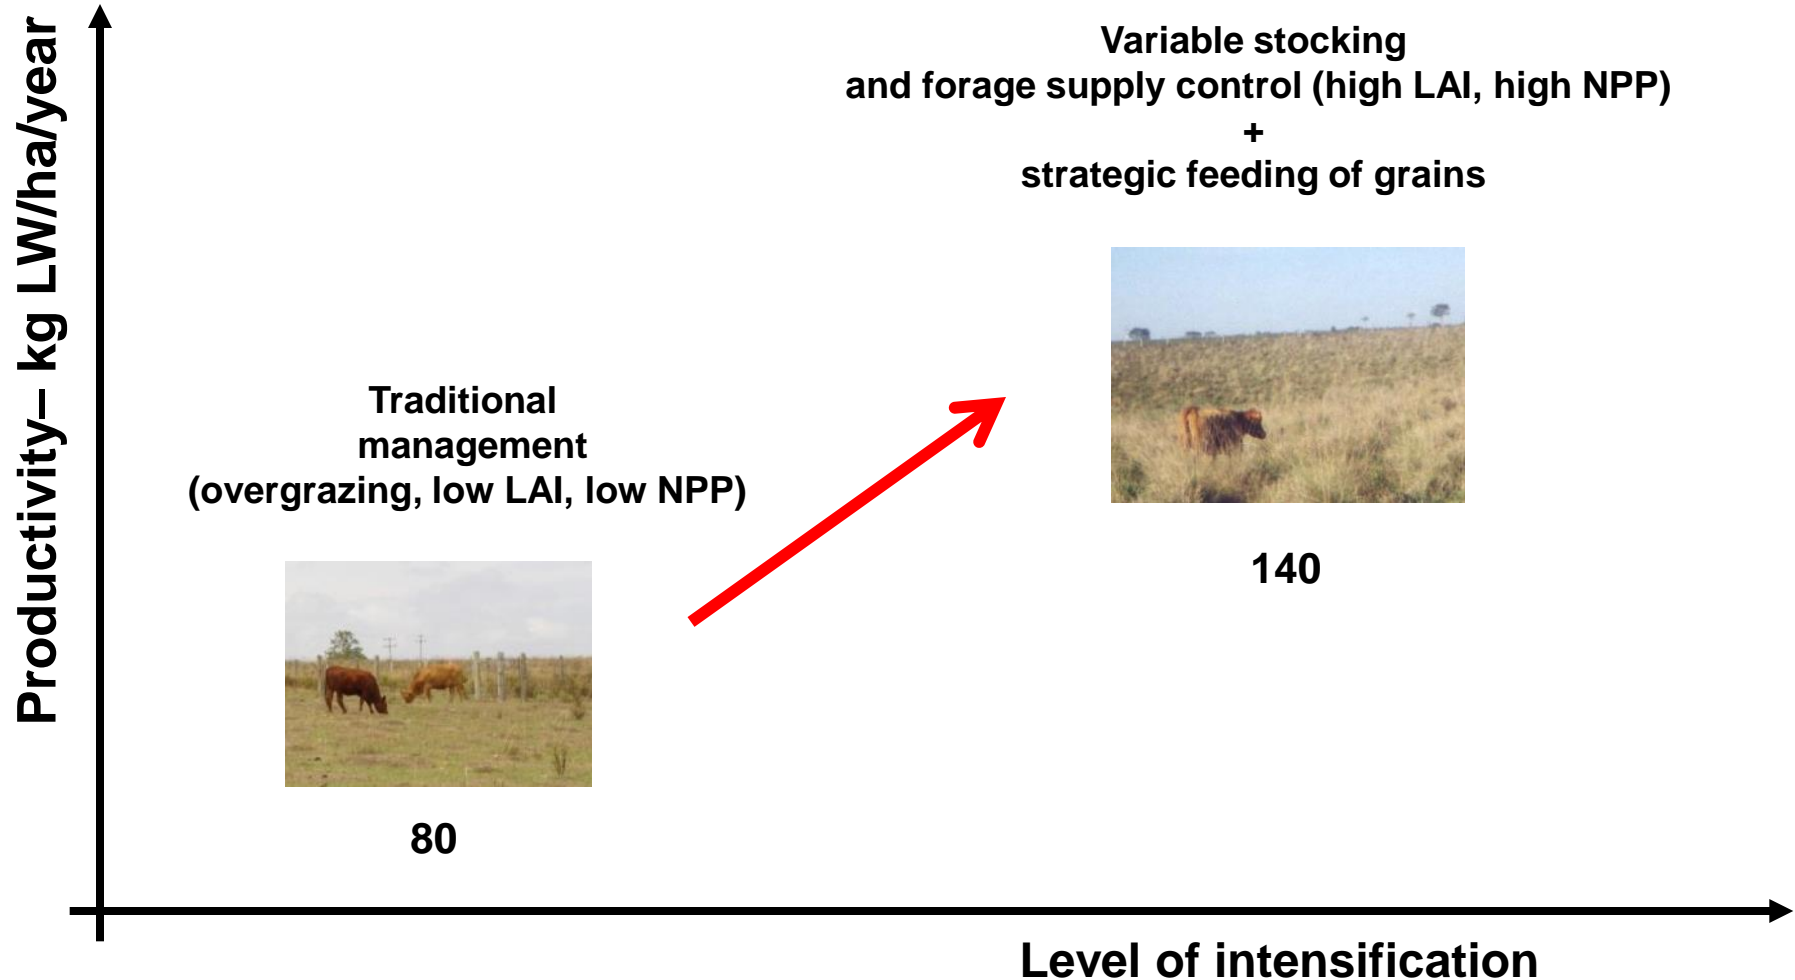 Productivity– kg LW/ha/year
Variable stocking
and forage supply control (high LAI, high NPP)
+
strategic feeding of grains
140
Traditional
management
(overgrazing, low LAI, low NPP)
80
Level of intensification